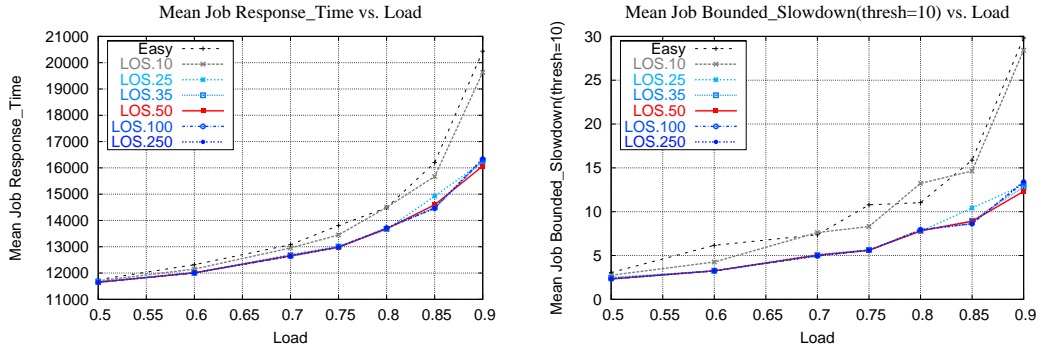 Mean Job Response_Time vs. Load
Mean Job Response_Time
21000
20000
19000
18000
17000
16000
15000
14000
13000
12000
11000
Easy
LOS.10
LOS.25
LOS.35
LOS.50
LOS.100
LOS.250
0.5 0.55 0.6 0.65 0.7 0.75 0.8 0.85 0.9
Load
Mean Job Bounded_Slowdown(thresh=10) vs. Load
Mean Job Bounded_Slowdown(thresh=10)
30
25
20
15
10
5
0
Easy
LOS.10
LOS.25
LOS.35
LOS.50
LOS.100
LOS.250
0.5 0.55 0.6 0.65 0.7 0.75 0.8 0.85 0.9
Load